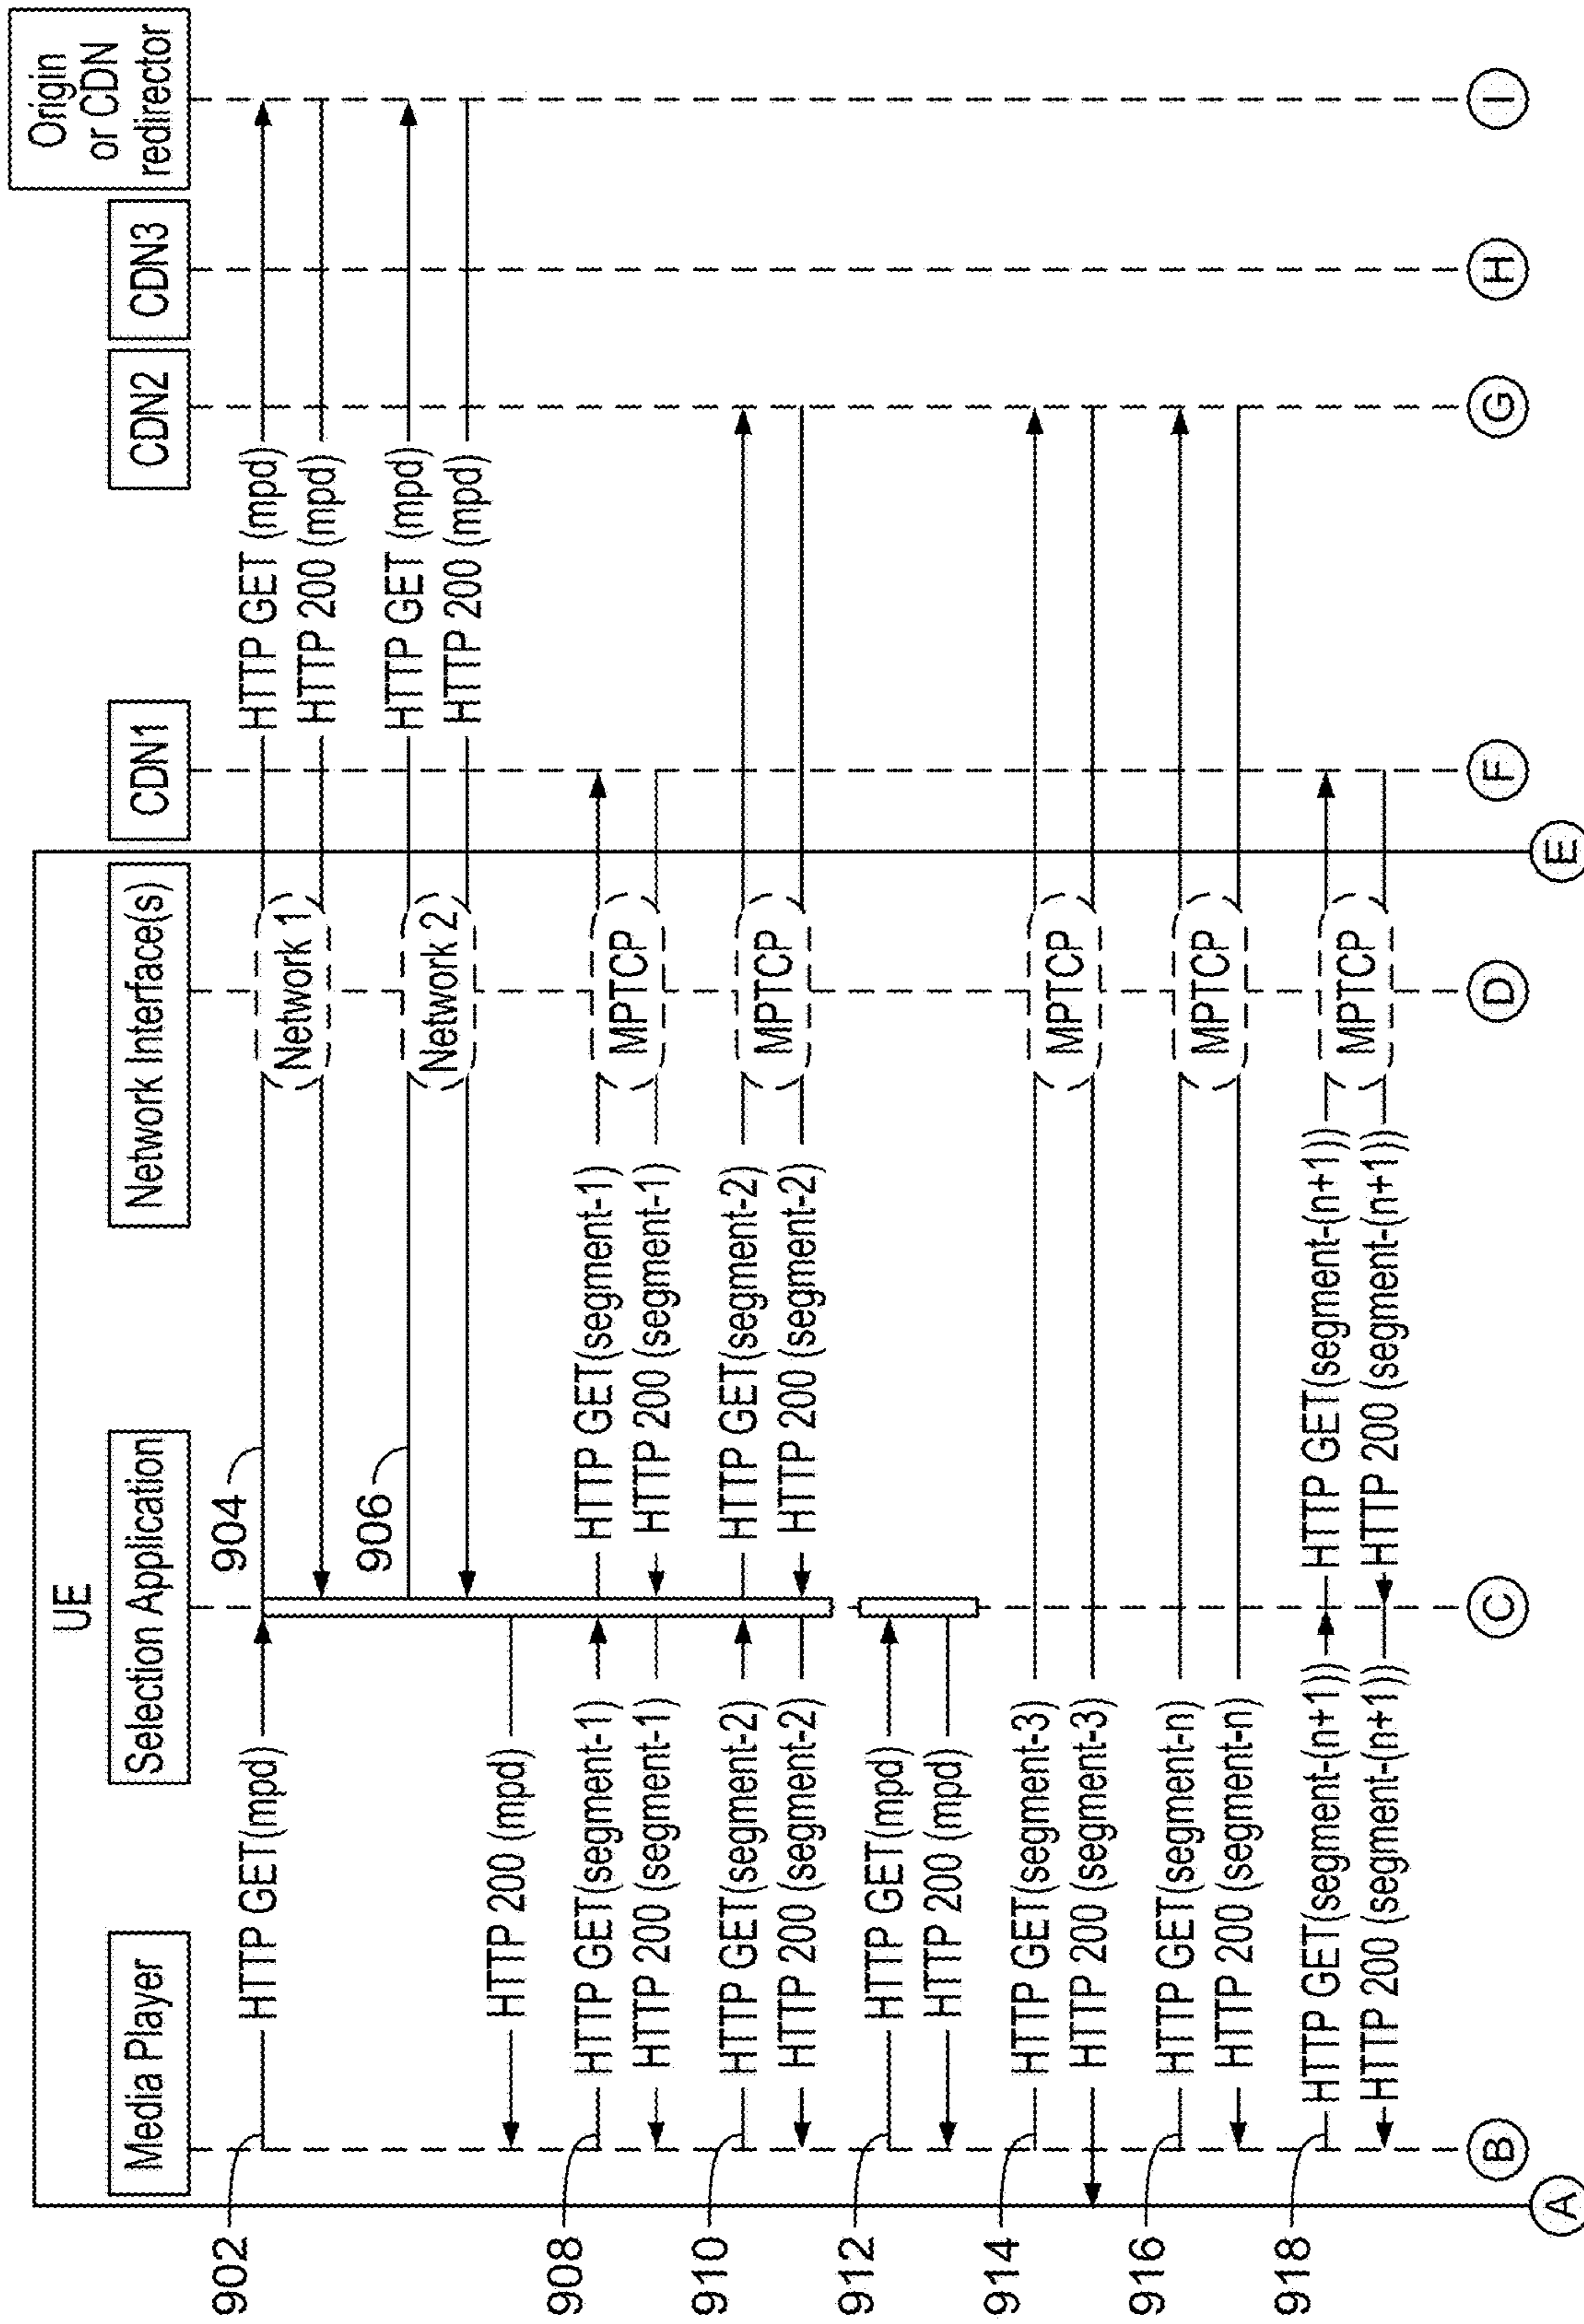 UE
Media Player
Selection Application
Network Interface(s)
CDN1
CDN2
CDN3
Origin
or CDN
redirector
902
HTTP GET(mpd)
904
Network 1
HTTP GET (mpd)
HTTP 200 (mpd)
906
Network 2
HTTP GET (mpd)
HTTP 200 (mpd)
HTTP 200 (mpd)
908
HTTP GET(segment-1)
HTTP GET(segment-1)
MPTCP
HTTP 200 (segment-1)
HTTP 200 (segment-1)
910
HTTP GET(segment-2)
HTTP GET(segment-2)
MPTCP
HTTP 200 (segment-2)
HTTP 200 (segment-2)
912
HTTP GET(mpd)
HTTP 200 (mpd)
914
HTTP GET(segment-3)
MPTCP
HTTP 200 (segment-3)
916
HTTP GET(segment-n)
MPTCP
HTTP 200 (segment-n)
918
HTTP GET(segment-(n+1))
HTTP GET(segment-(n+1))
MPTCP
HTTP 200 (segment-(n+1))
HTTP 200 (segment-(n+1))
A
B
C
D
E
F
G
H
I